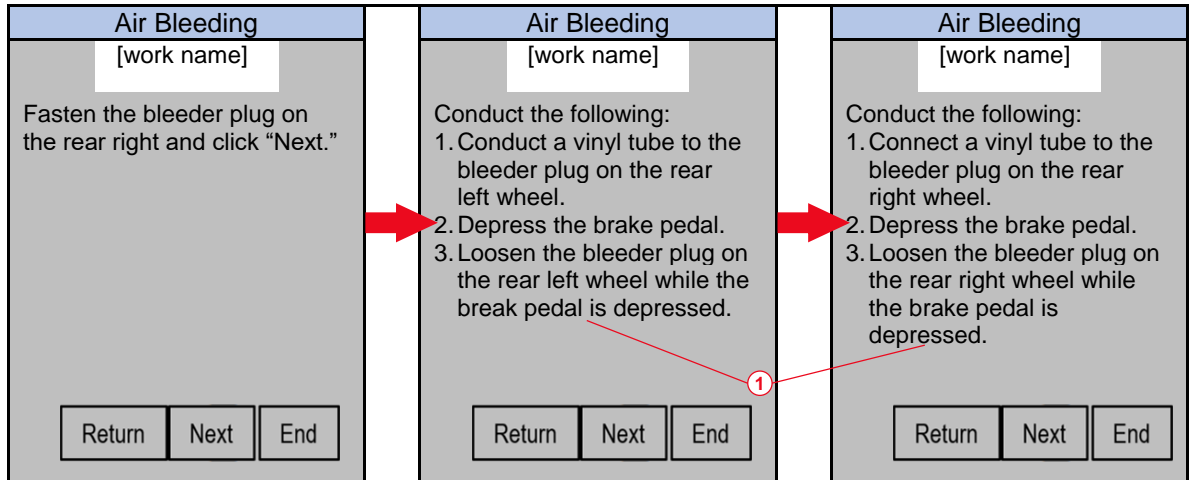 Air Bleeding
[work name]
Fasten the bleeder plug on
the rear right and click “Next.”
Return Next End
Air Bleeding
[work name]
Conduct the following:
1. Conduct a vinyl tube to the
bleeder plug on the rear
left wheel.
2. Depress the brake pedal.
3. Loosen the bleeder plug on
the rear left wheel while the
break pedal is depressed.
Return Next End
Air Bleeding
[work name]
Conduct the following:
1. Connect a vinyl tube to the
bleeder plug on the rear
right wheel.
2. Depress the brake pedal.
3. Loosen the bleeder plug on
the rear right wheel while
the brake pedal is
depressed.
Return Next End
1